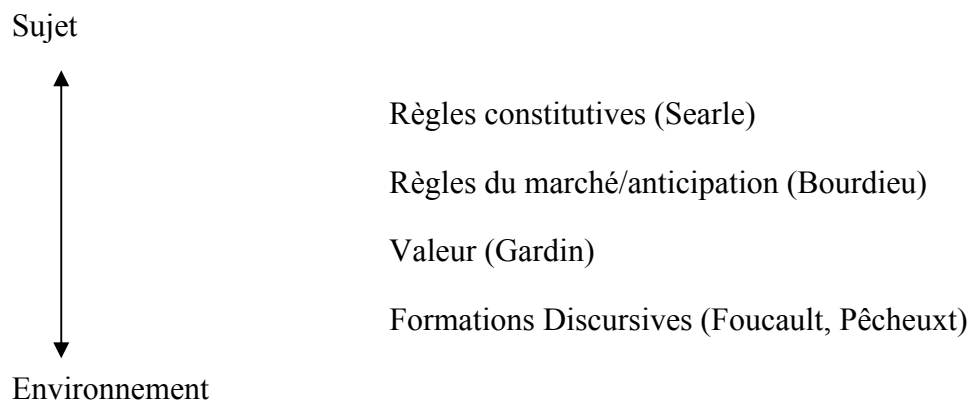 Sujet
Règles constitutives (Searle)
Règles du marché/anticipation (Bourdieu)
Valeur (Gardin)
Formations Discursives (Foucault, Pêcheuxt)
Environnement